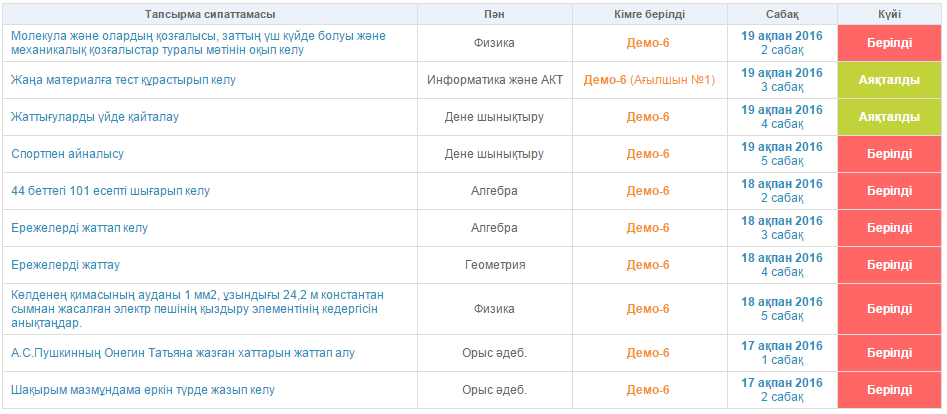 Тапсырма сипаттамасы Пән Кімге берілді Сабақ Күйі
Молекула және олардың қозғалысы, заттың үш күйде болуы және
механикалық қозғалыстар туралы мәтінін оқып келу
Физика
Демо-6
19 ақпан 2016
2 сабақ
Берілді
Жаңа материалға тест құрастырып келу
Информатика және АКТ
Демо-6 (Ағылшын №1)
19 ақпан 2016
3 сабақ
Аяқталды
Жаттығуларды үйде қайталау
Дене шынықтыру
Демо-6
19 ақпан 2016
4 сабақ
Аяқталды
Спортпен айналысу
Дене шынықтыру
Демо-6
19 ақпан 2016
5 сабақ
Берілді
44 беттегі 101 есепті шығарып келу
Алгебра
Демо-6
18 ақпан 2016
2 сабақ
Берілді
Ережелерді жаттап келу
Алгебра
Демо-6
18 ақпан 2016
3 сабақ
Берілді
Ережелерді жаттау
Геометрия
Демо-6
18 ақпан 2016
4 сабақ
Берілді
Көлденең қимасының ауданы 1 мм2, ұзындығы 24,2 м константан
сымнан жасалған электр пешінің қыздыру элементінің кедергісін
анықтаңдар.
Физика
Демо-6
18 ақпан 2016
5 сабақ
Берілді
А.С.Пушкинның Онегин Татьяна жазған хаттарын жаттап алу
Орыс әдеб.
Демо-6
17 ақпан 2016
1 сабақ
Берілді
Шақырым мазмұндама еркін түрде жазып келу
Орыс әдеб.
Демо-6
17 ақпан 2016
2 сабақ
Берілді